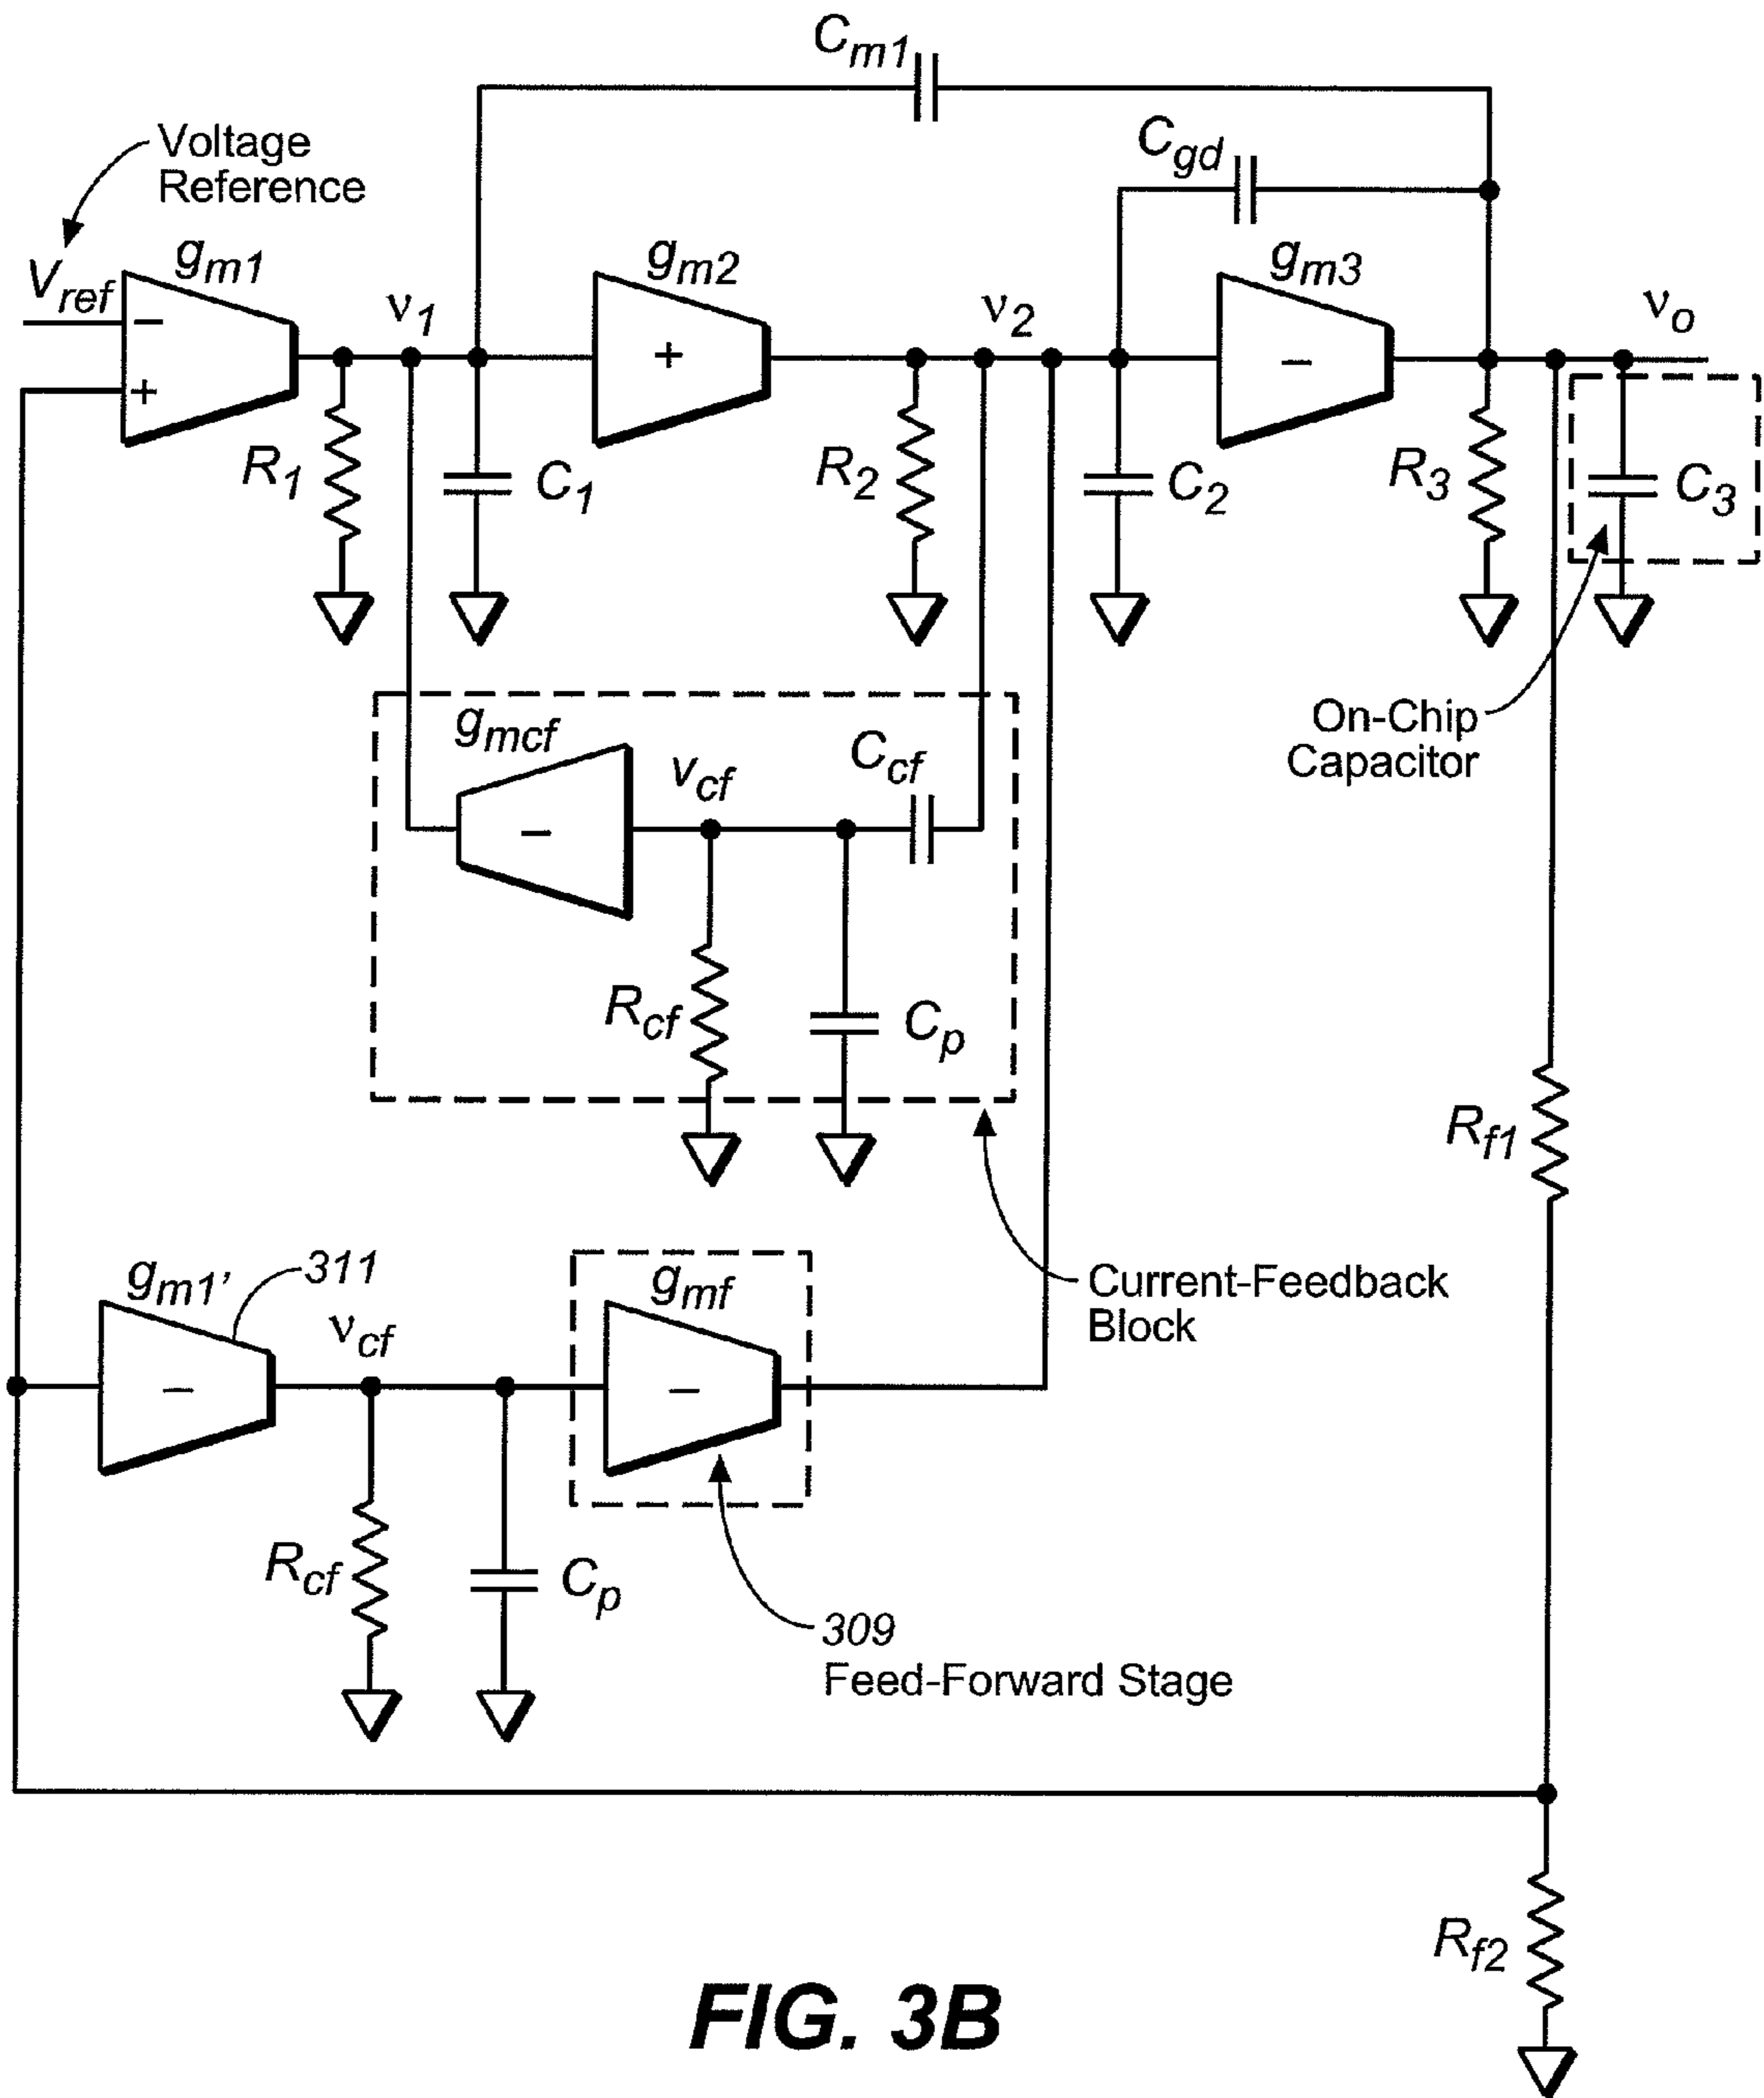 Cm1
Voltage
Reference
Cgd
Vref
gm1
gm2
gm3
v1
v2
vo
−
+
+
−
R1
C1
R2
C2
R3
C3
gmcf
vcf
Ccf
−
On-Chip
Capacitor
Rcf
Cp
Rf1
gm1'
311
gmf
vcf
Current-Feedback
Block
−
−
Rcf
Cp
309
Feed-Forward Stage
Rf2
FIG. 3B